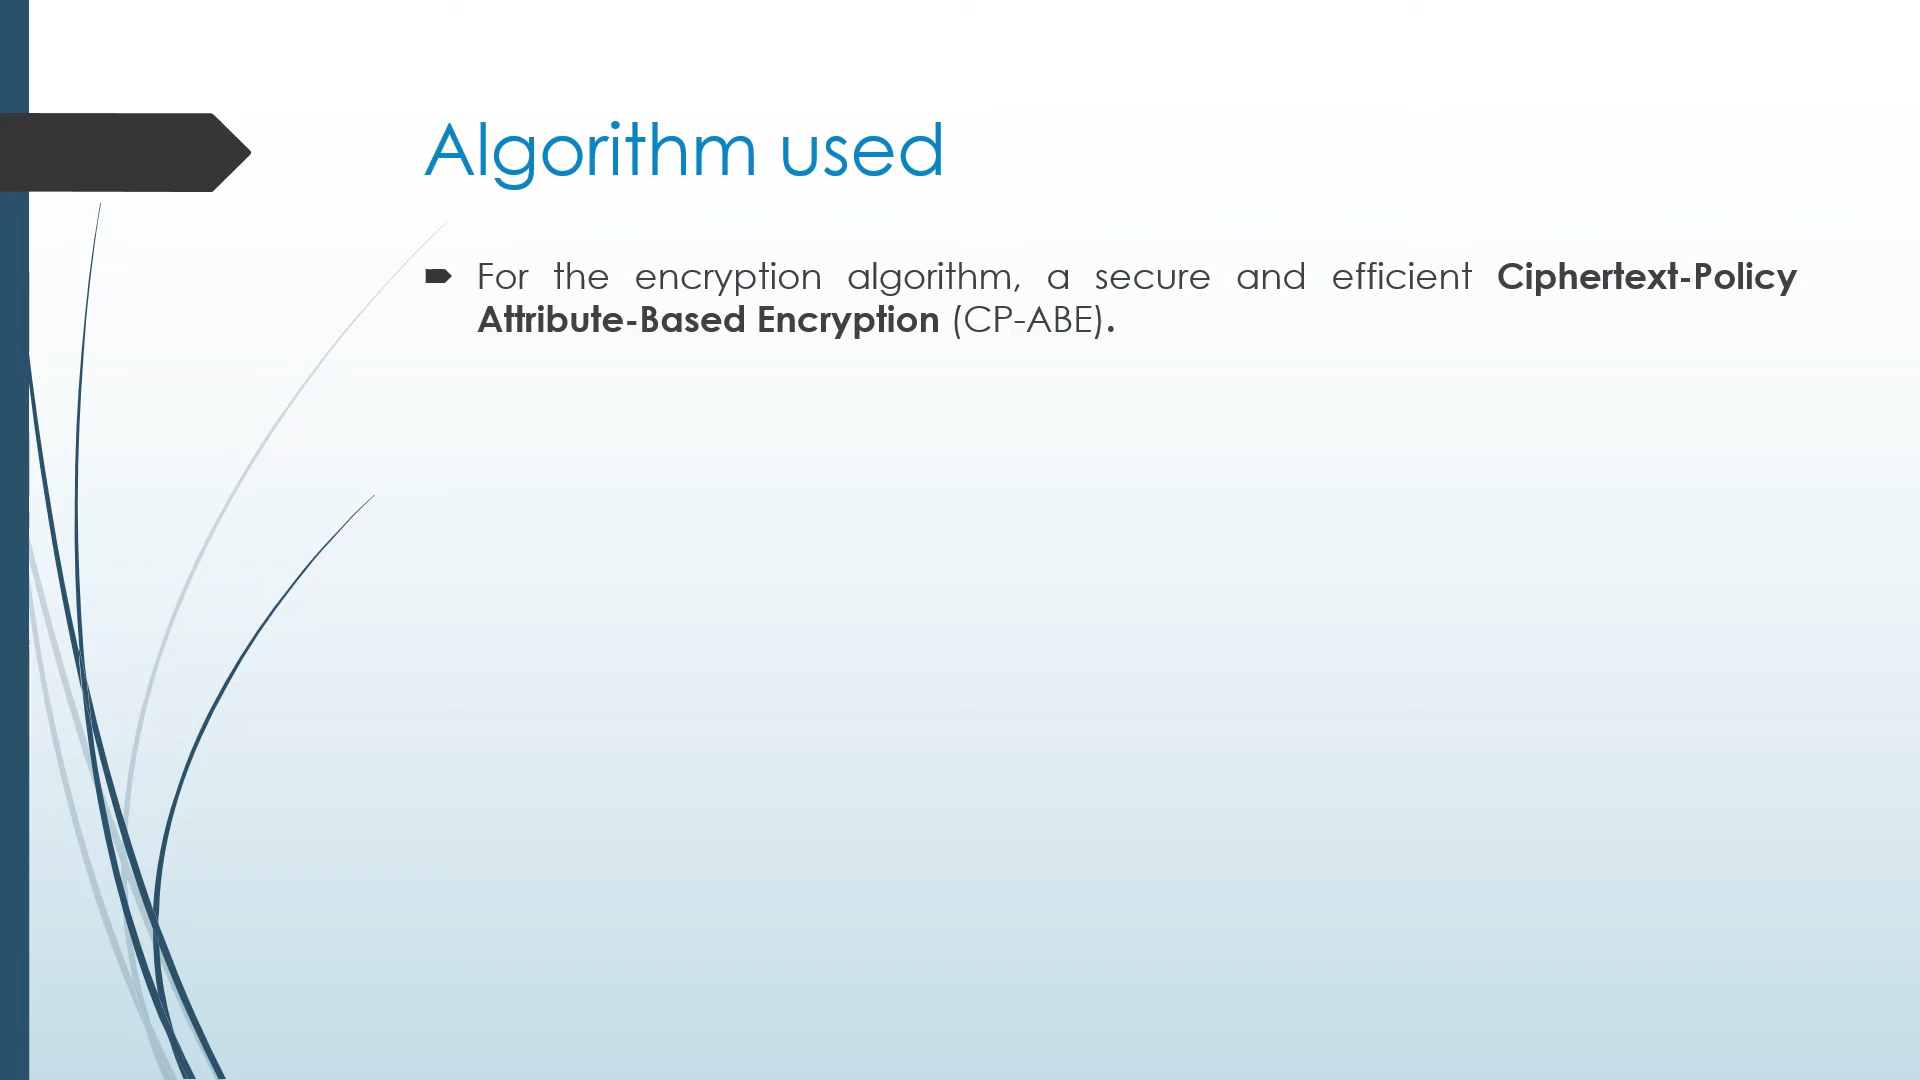 Algorithm used
For the encryption algorithm, a secure and efficient Ciphertext-Policy
Attribute-Based Encryption (CP-ABE).